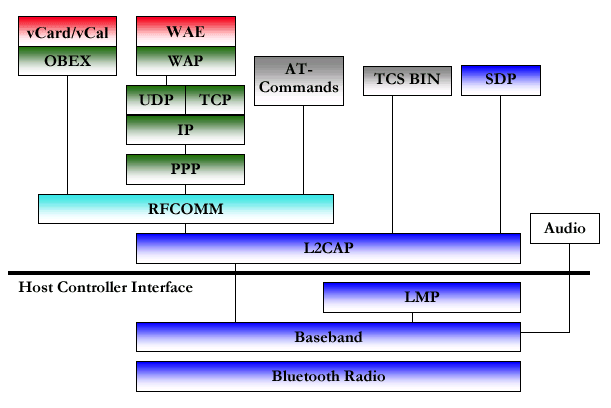 vCard/vCal
WAE
OBEX
WAP
AT-
Commands
TCS BIN
SDP
UDP
TCP
IP
PPP
RFCOMM
Audio
L2CAP
Host Controller Interface
LMP
Baseband
Bluetooth Radio